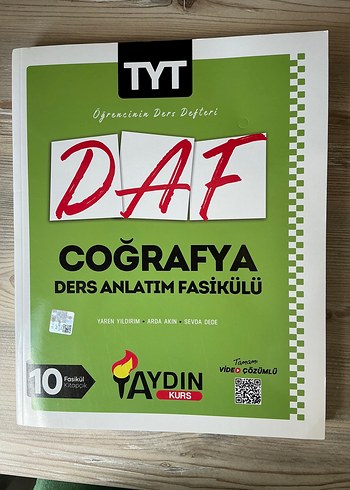 TYT
Öğrencinin Ders Defteri
DAF
COĞRAFYA
DERS ANLATIM FASİKÜLÜ
YAREN YILDIRIM • ARDA AKIN • SEVDA DEDE
10 Fasikül
Kitapçık
AYDIN
KURS
Tamamı
VİDEO ÇÖZÜMLÜ